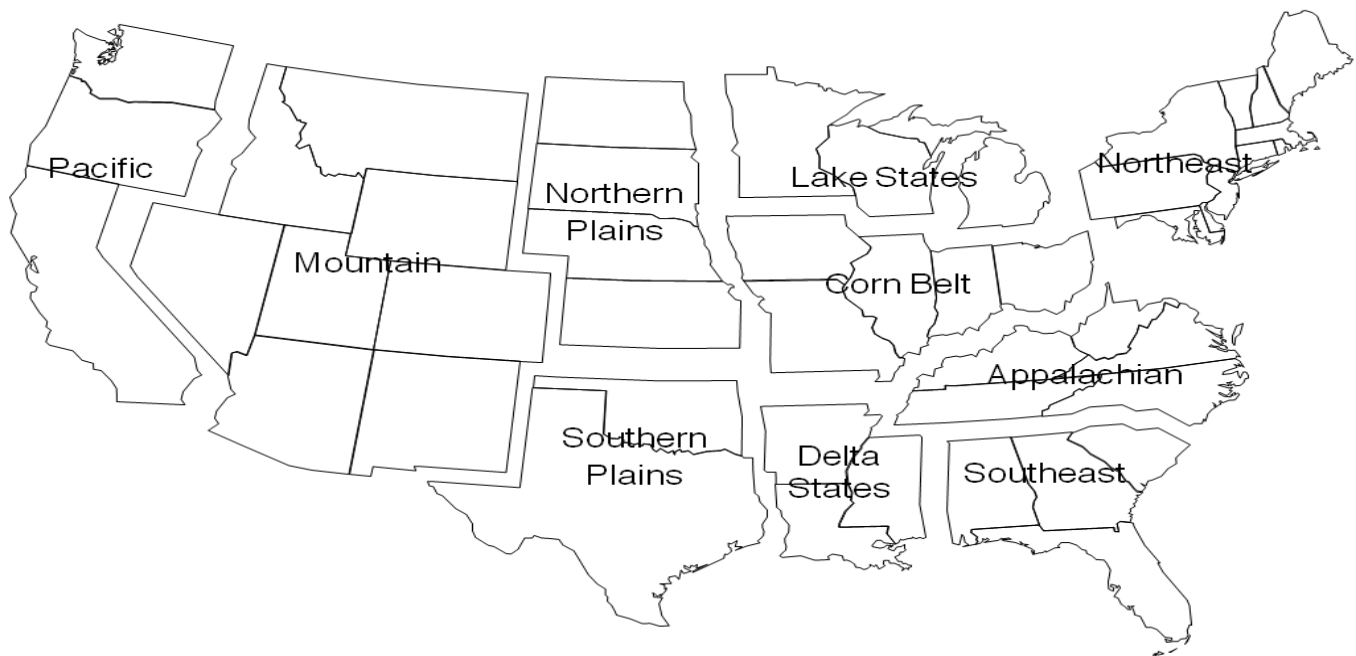 Pacific
Mountain
Northern
Plains
Lake States
Northeast
Corn Belt
Appalachian
Southern
Plains
Delta
States
Southeast